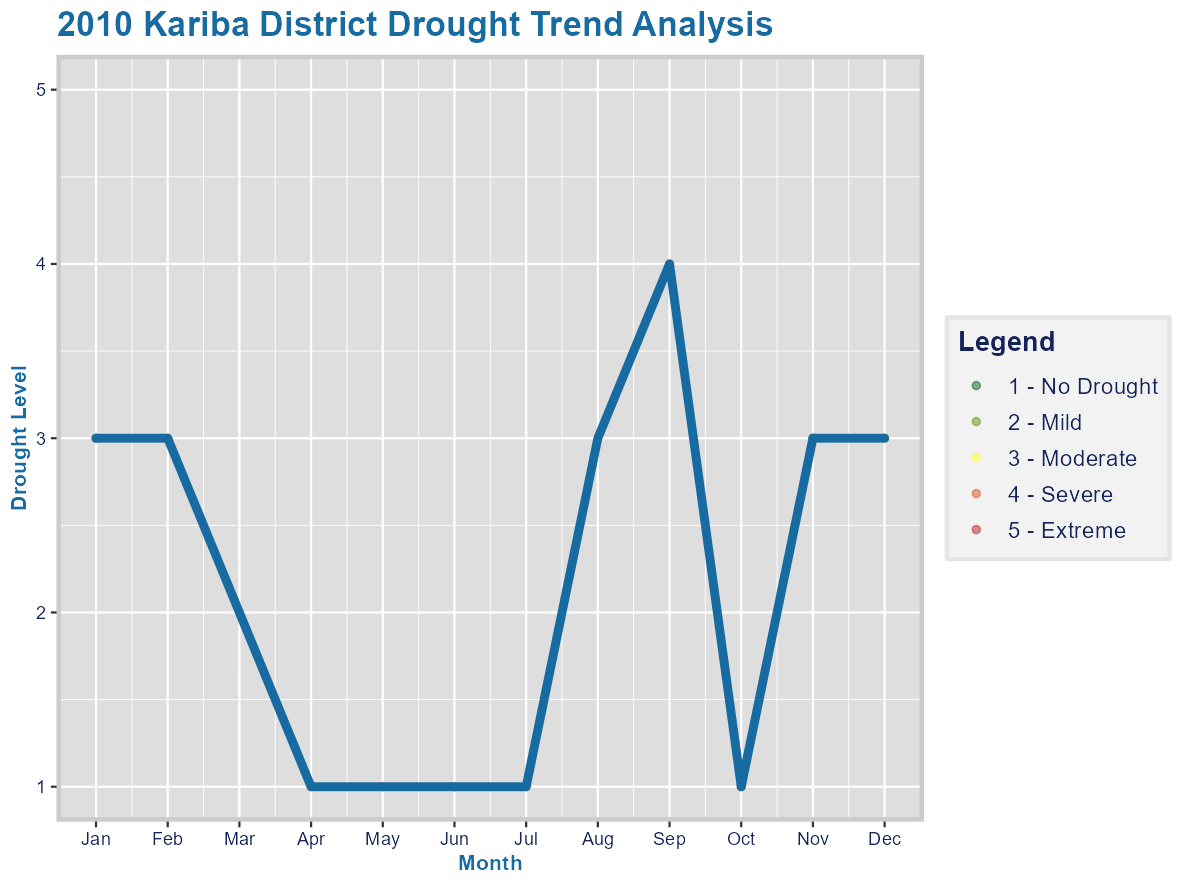 2010 Kariba District Drought Trend Analysis
Drought Level
5
4
3
2
1
Jan Feb Mar Apr May Jun Jul Aug Sep Oct Nov Dec
Month
Legend
1 - No Drought
2 - Mild
3 - Moderate
4 - Severe
5 - Extreme